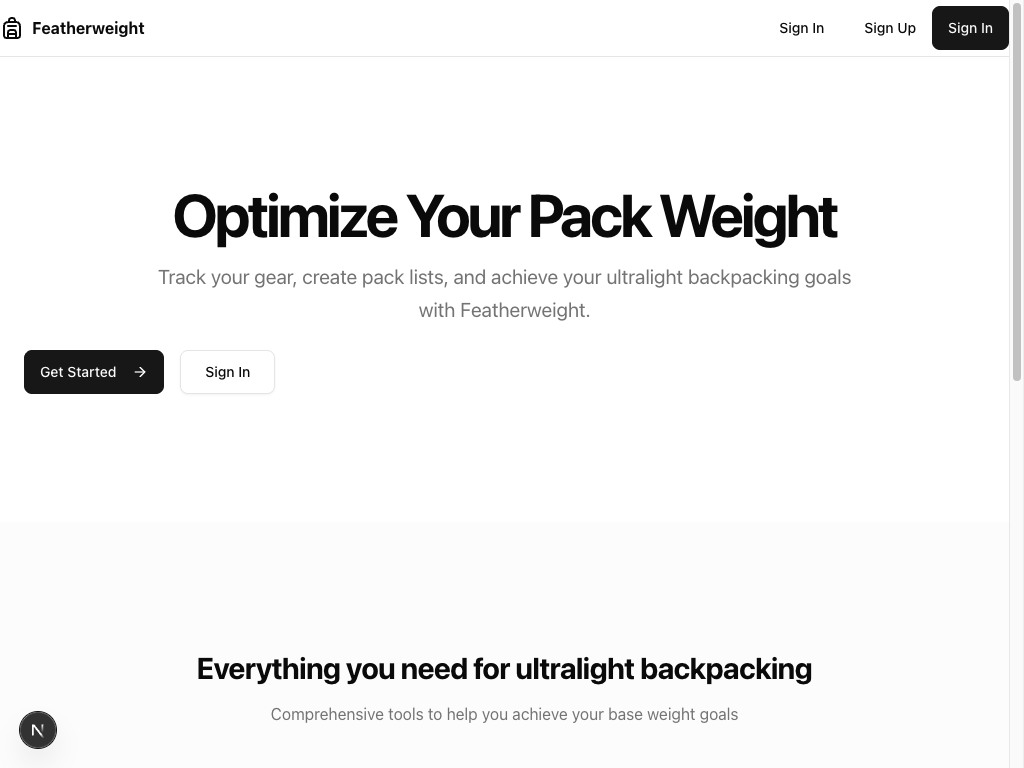 Featherweight
Sign In
Sign Up
Sign In
Optimize Your Pack Weight
Track your gear, create pack lists, and achieve your ultralight backpacking goals
with Featherweight.
Get Started
Sign In
Everything you need for ultralight backpacking
Comprehensive tools to help you achieve your base weight goals
N